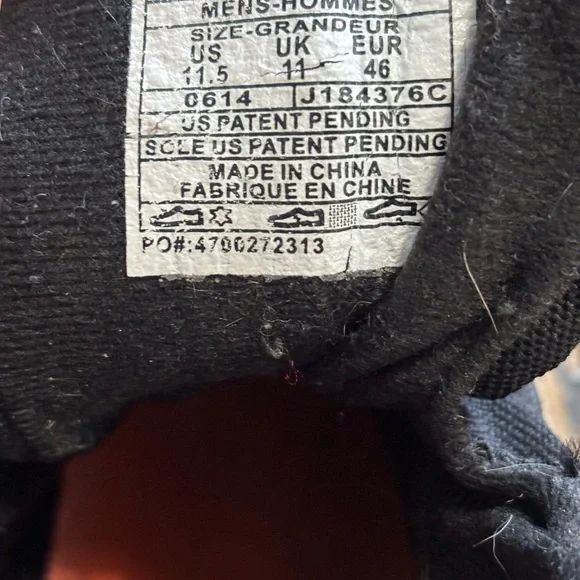 MENS-HOMMES
SIZE-GRANDEUR
US UK EUR
11.5 11 46
0614 J184376C
US PATENT PENDING
SOLE US PATENT PENDING
MADE IN CHINA
FABRIQUE EN CHINE
PO#:4700272313